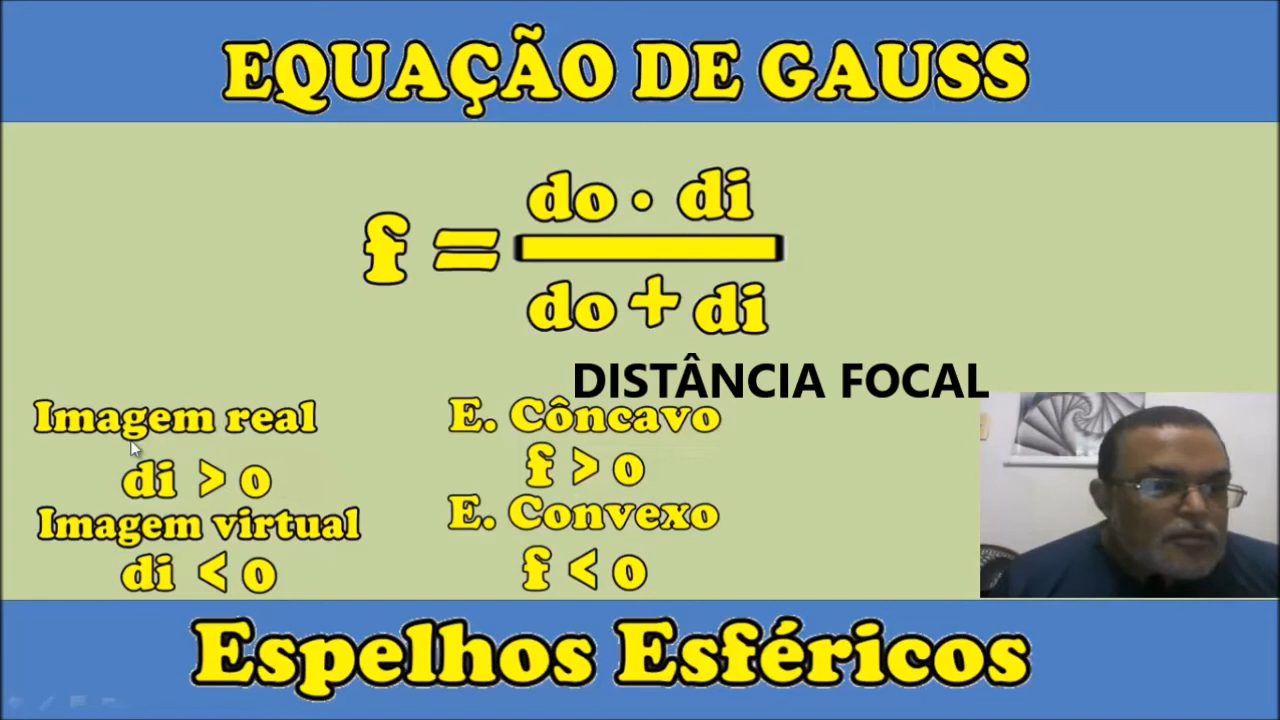 EQUAÇÃO DE GAUSS
f = do . di
do + di
DISTÂNCIA FOCAL
Imagem real
di > 0
Imagem virtual
di < 0
E. Côncavo
f > 0
E. Convexo
f < 0
Espelhos Esféricos